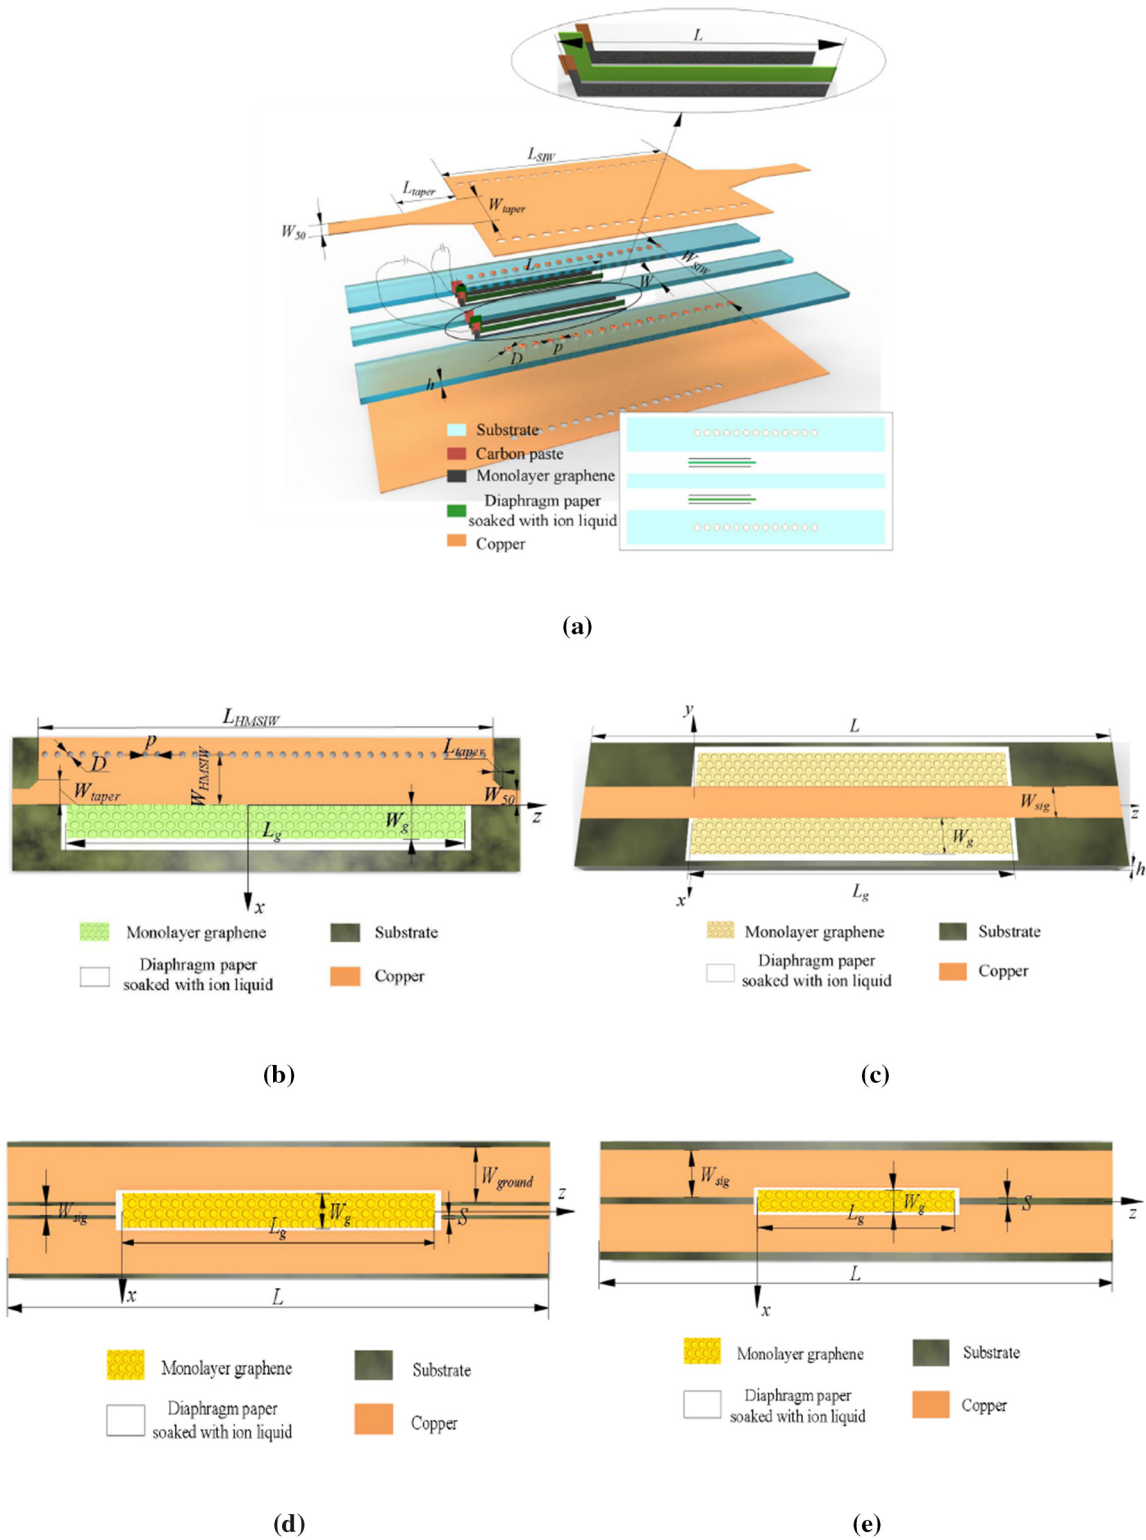 L
L_SIW
L_taper
W_taper
W_50
L
W
W_SIW
D
p
h
Substrate
Carbon paste
Monolayer graphene
Diaphragm paper
soaked with ion liquid
Copper
(a)
L_HMSIW
p
D
L_taper
W_HMSIW
W_taper
W_50
z
L_g
W_g
x
Monolayer graphene
Substrate
Diaphragm paper
soaked with ion liquid
Copper
(b)
y
L
W_sig
z
W_g
h
L_g
x
Monolayer graphene
Substrate
Diaphragm paper
soaked with ion liquid
Copper
(c)
W_ground
z
W_sig
W_g
S
L_g
x
L
Monolayer graphene
Substrate
Diaphragm paper
soaked with ion liquid
Copper
(d)
W_sig
W_g
S
z
L_g
L
x
Monolayer graphene
Substrate
Diaphragm paper
soaked with ion liquid
Copper
(e)